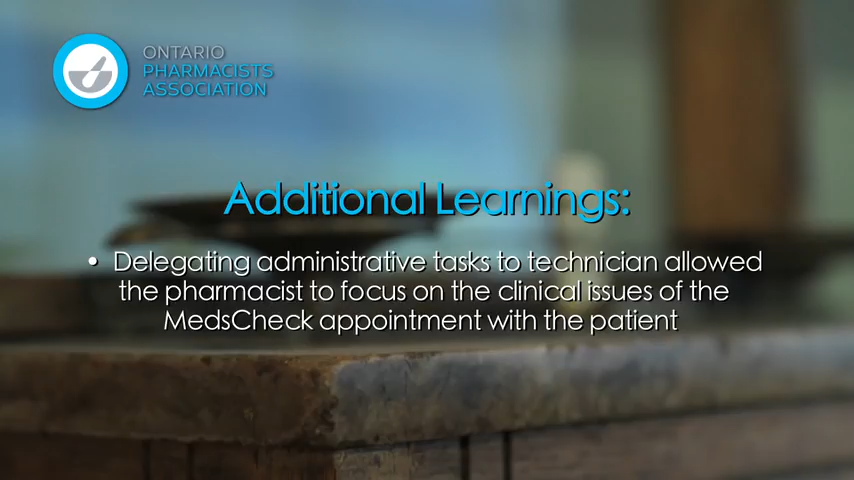 ONTARIO
PHARMACISTS
ASSOCIATION
Additional Learnings:
• Delegating administrative tasks to technician allowed
the pharmacist to focus on the clinical issues of the
MedsCheck appointment with the patient